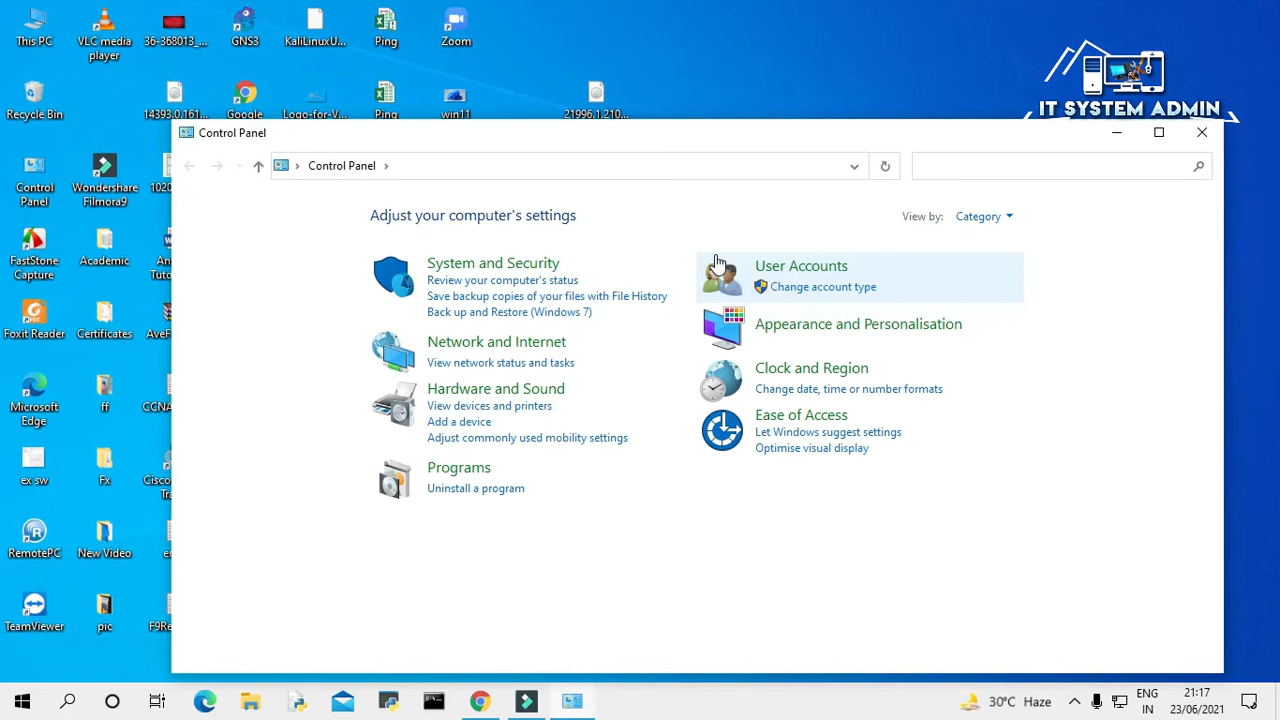 This PC
VLC media
player
36-368013_...
GNS3
KaliLinuxU...
Ping
Zoom
IT SYSTEM ADMIN
Recycle Bin
14393.0.161...
Google
Logo-for-V...
Ping
win11
21996.1.210...
Control Panel
Control Panel
View by:
Category
Adjust your computer's settings
System and Security
Review your computer's status
Save backup copies of your files with File History
Back up and Restore (Windows 7)
Network and Internet
View network status and tasks
Hardware and Sound
View devices and printers
Add a device
Adjust commonly used mobility settings
Programs
Uninstall a program
User Accounts
Change account type
Appearance and Personalisation
Clock and Region
Change date, time or number formats
Ease of Access
Let Windows suggest settings
Optimise visual display
Control
Panel
Wondershare
Filmora9
FastStone
Capture
Academic
Foxit Reader
Certificates
Microsoft
Edge
ff
CCNA
ex sw
Fx
Cisco
RemotePC
New Video
TeamViewer
pic
30°C Haze
ENG
IN
21:17
23/06/2021